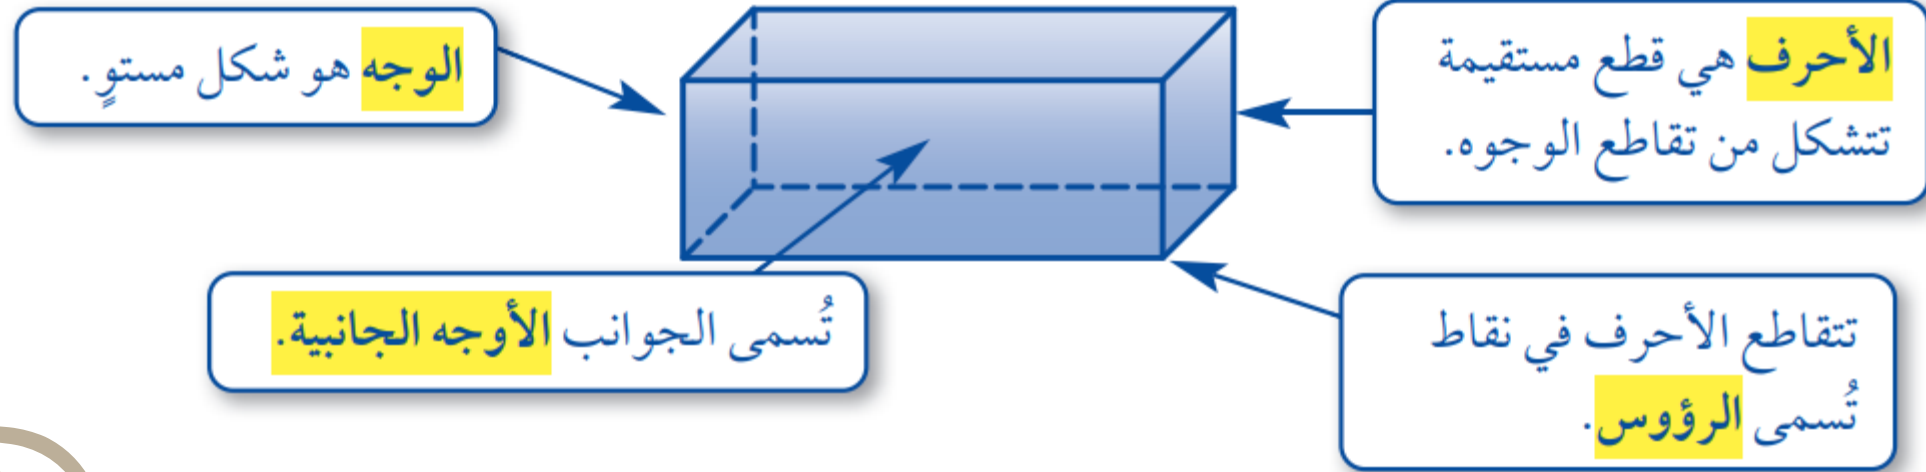 الأحرف هي قطع مستقيمة
تتشكل من تقاطع الوجوه.
الوجه هو شكل مستوٍ.
تتقاطع الأحرف في نقاط
تُسمى الرؤوس.
تُسمى الجوانب الأوجه الجانبية.